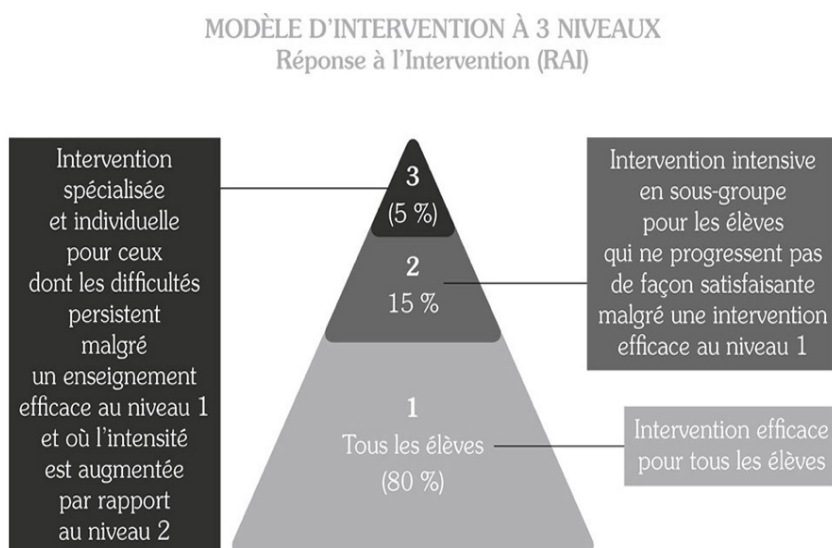 MODÈLE D'INTERVENTION À 3 NIVEAUX
Réponse à l'Intervention (RAI)
Intervention
spécialisée
et individuelle
pour ceux
dont les difficultés
persistent
malgré
un enseignement
efficace au niveau 1
et où l'intensité
est augmentée
par rapport
au niveau 2
3
(5 %)
2
15 %
1
Tous les élèves
(80 %)
Intervention intensive
en sous-groupe
pour les élèves
qui ne progressent pas
de façon satisfaisante
malgré une intervention
efficace au niveau 1
Intervention efficace
pour tous les élèves